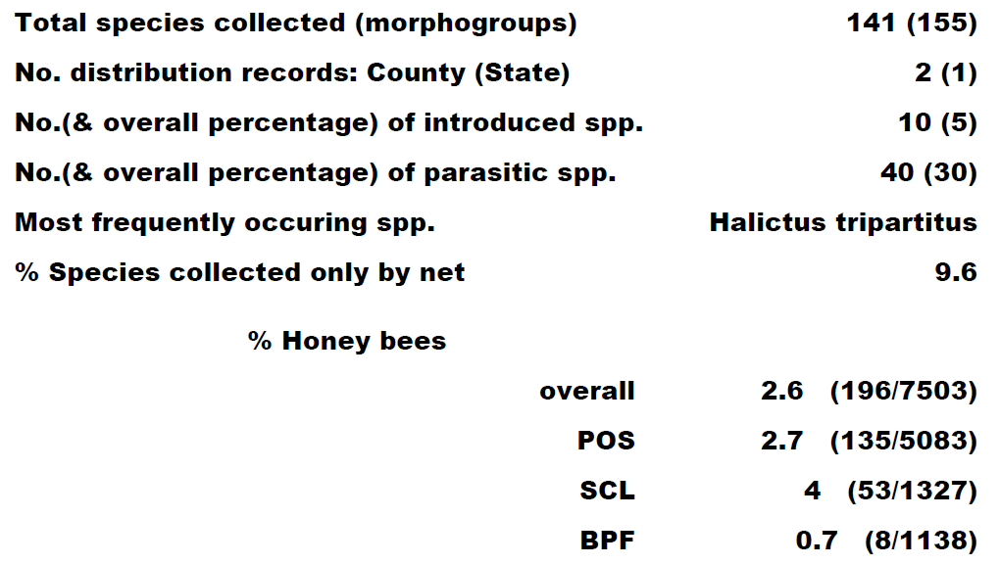 Total species collected (morphogroups) 141 (155)
No. distribution records: County (State) 2 (1)
No.(& overall percentage) of introduced spp. 10 (5)
No.(& overall percentage) of parasitic spp. 40 (30)
Most frequently occuring spp. Halictus tripartitus
% Species collected only by net 9.6
% Honey bees
overall 2.6 (196/7503)
POS 2.7 (135/5083)
SCL 4 (53/1327)
BPF 0.7 (8/1138)